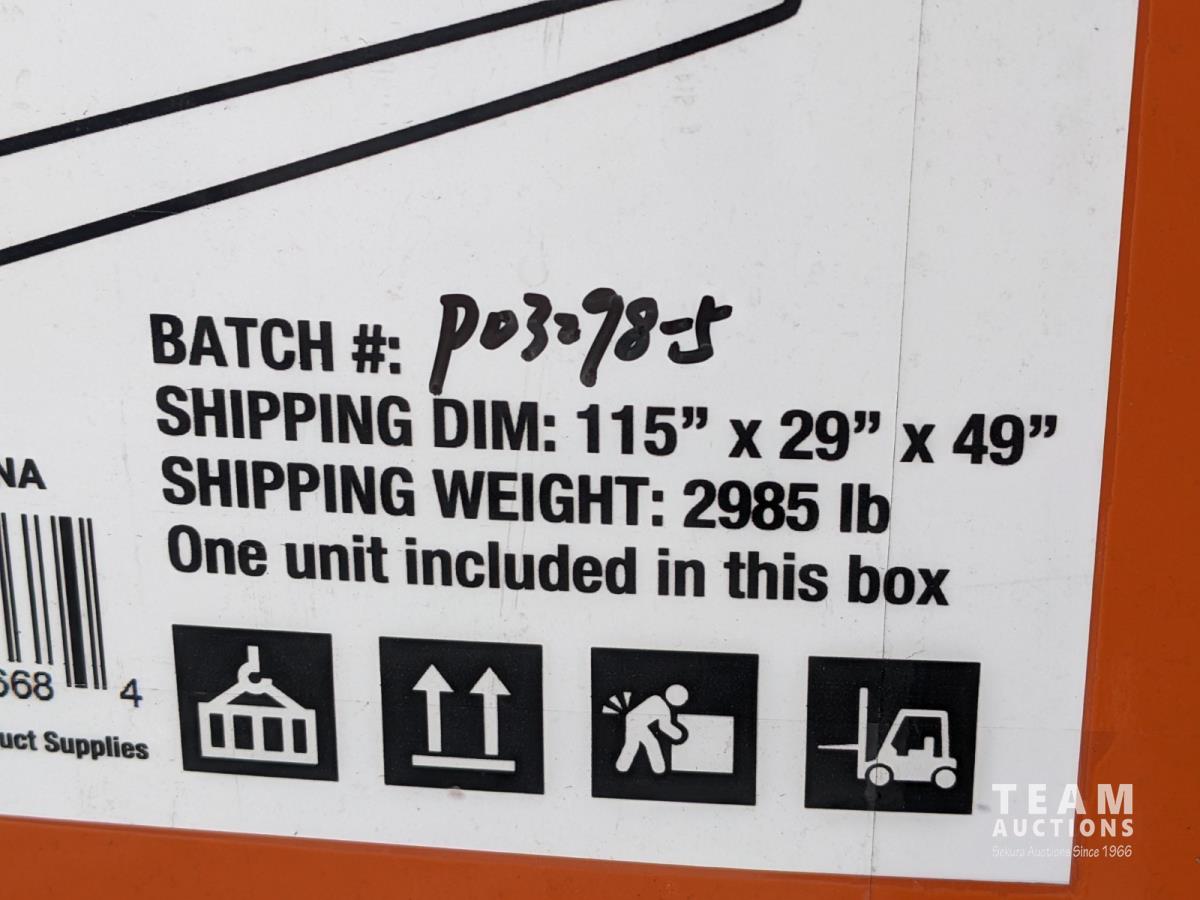 BATCH #: P03298-5
SHIPPING DIM: 115” x 29” x 49”
SHIPPING WEIGHT: 2985 lb
One unit included in this box
NA
668 4
uct Supplies
TEAM
AUCTIONS
Sekura Auctions Since 1966